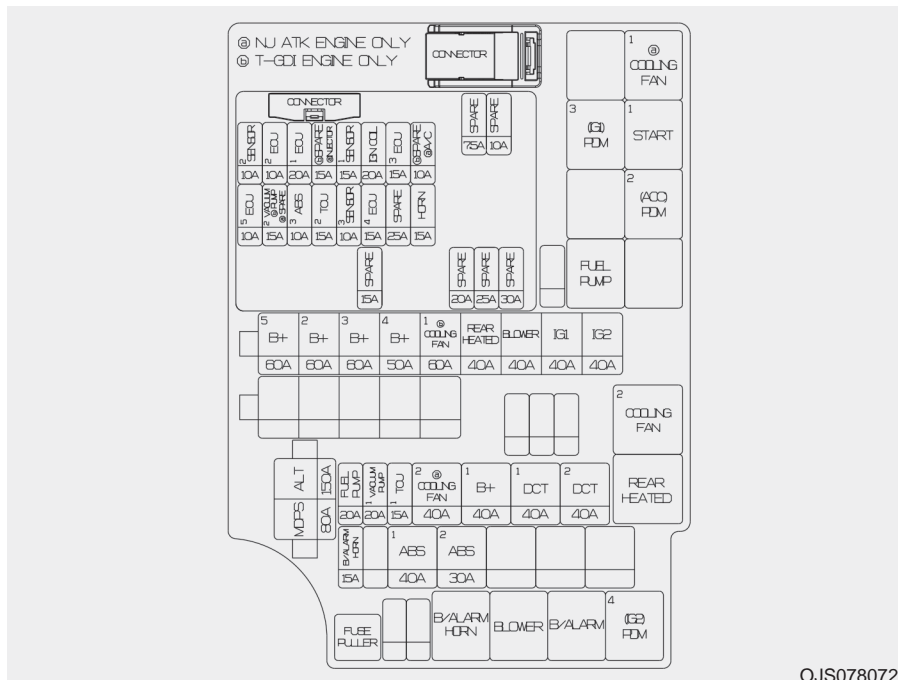 ⓐ NU ATK ENGINE ONLY
ⓑ T-GDI ENGINE ONLY
CONNECTOR
1 ⓐ
COOLING
FAN
3
(IG1)
PDM
1
START
2
(ACC)
PDM
FUEL
PUMP
CONNECTOR
SPARE 7.5A
SPARE 10A
2 SENSOR 10A
2 ECU 10A
1 ECU 20A
ⓐSPARE
ⓑINJECTOR
15A
1 SENSOR 15A
IGN COIL 20A
3 ECU 15A
ⓑSPARE
ⓐA/C
10A
5 ECU 10A
2 VACUUM
ⓑPUMP
ⓐSPARE
15A
3 ABS 10A
2 TCU 15A
3 SENSOR 10A
4 ECU 15A
SPARE 25A
HORN 15A
SPARE 15A
SPARE 20A
SPARE 25A
SPARE 30A
5 B+ 60A
2 B+ 60A
3 B+ 60A
4 B+ 50A
1 ⓑ
COOLING
FAN
60A
REAR
HEATED
40A
BLOWER 40A
IG1 40A
IG2 40A
2
COOLING
FAN
REAR
HEATED
ALT 150A
MDPS 80A
FUEL
PUMP
20A
1 VACUUM
PUMP
20A
1 TCU 15A
2 ⓐ
COOLING
FAN
40A
1 B+ 40A
1 DCT 40A
2 DCT 40A
B/ALARM
HORN
15A
1 ABS 40A
2 ABS 30A
FUSE
PULLER
B/ALARM
HORN
BLOWER
B/ALARM
4
(IG2)
PDM
OJS078072